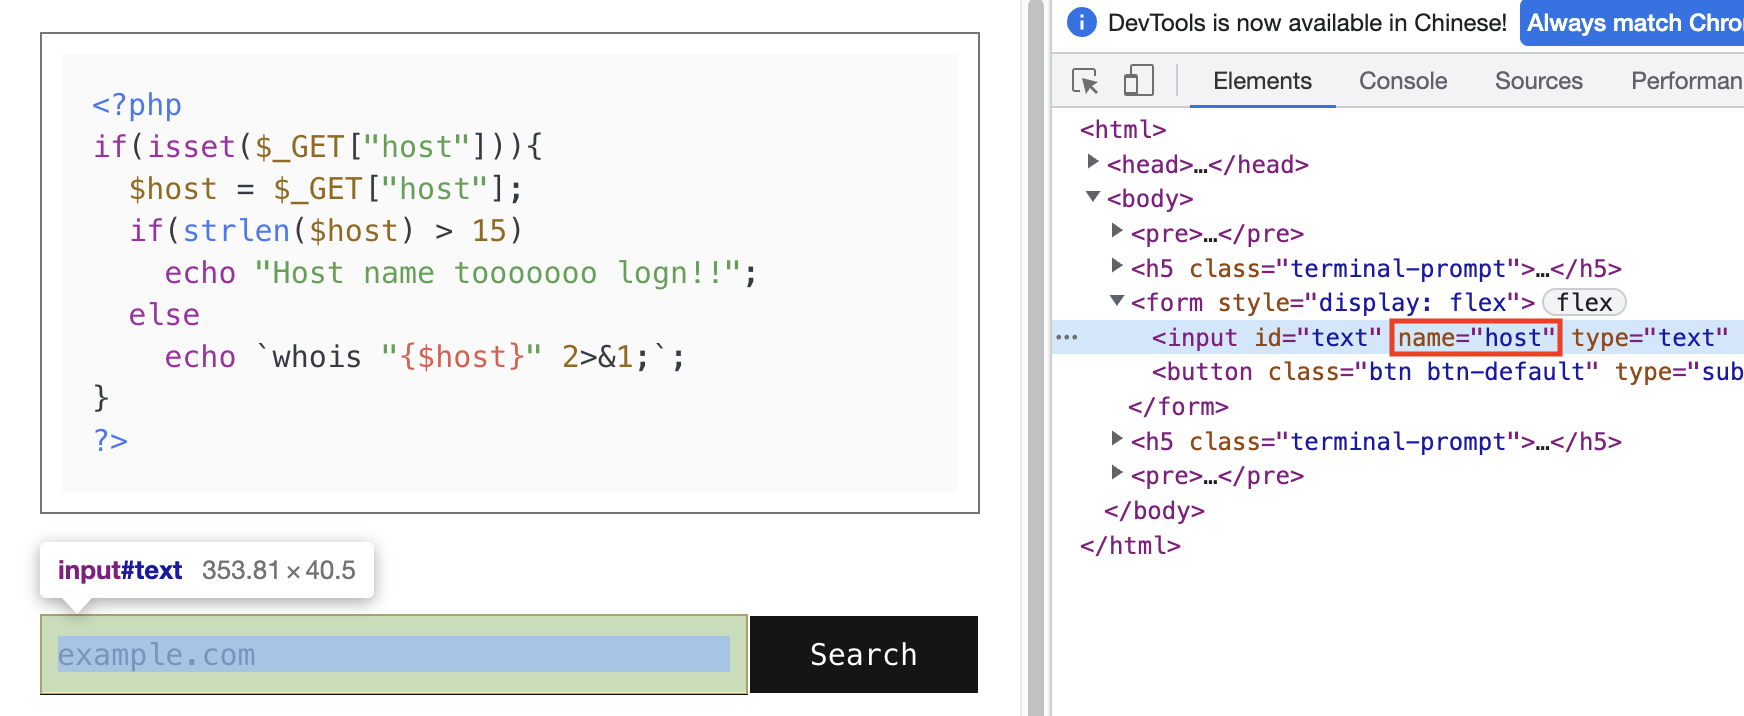 <?php
if(isset($_GET["host"])){
  $host = $_GET["host"];
  if(strlen($host) > 15)
    echo "Host name tooooooo logn!!";
  else
    echo `whois "{$host}" 2>&1;`;
}
?>
input#text 353.81 × 40.5
example.com
Search
DevTools is now available in Chinese!
Always match Chro
Elements
Console
Sources
Performan
<html>
<head>…</head>
<body>
<pre>…</pre>
<h5 class="terminal-prompt">…</h5>
<form style="display: flex"> flex
<input id="text" name="host" type="text"
<button class="btn btn-default" type="sub
</form>
<h5 class="terminal-prompt">…</h5>
<pre>…</pre>
</body>
</html>